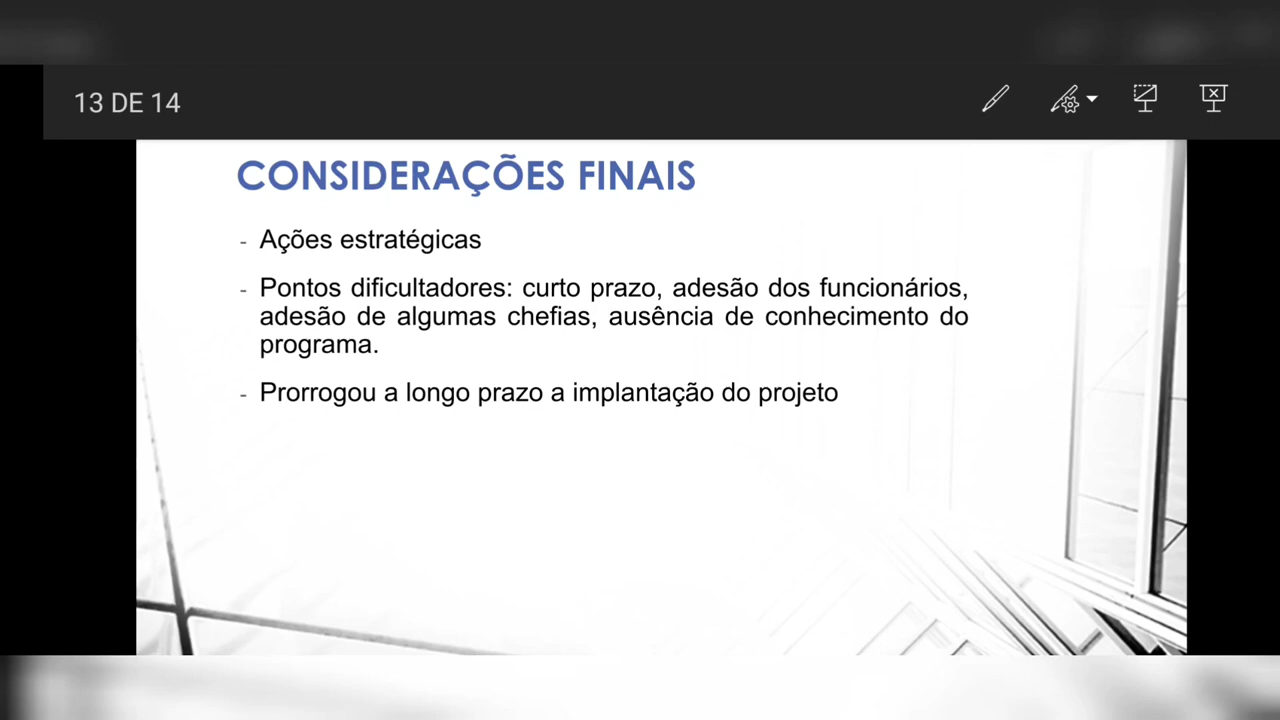 13 DE 14
CONSIDERAÇÕES FINAIS
- Ações estratégicas
- Pontos dificultadores: curto prazo, adesão dos funcionários,
adesão de algumas chefias, ausência de conhecimento do
programa.
- Prorrogou a longo prazo a implantação do projeto